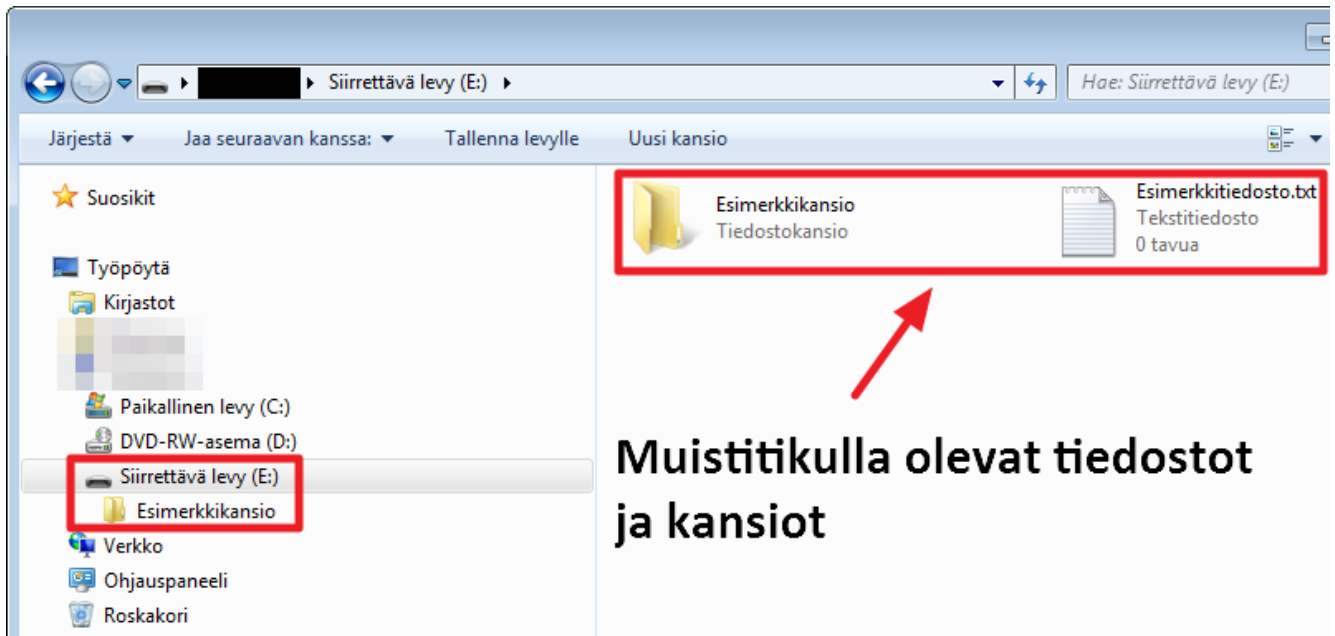 Siirrettävä levy (E:)
Hae: Siirrettävä levy (E:)
Järjestä
Jaa seuraavan kanssa:
Tallenna levylle
Uusi kansio
Suosikit
Työpöytä
Kirjastot
Paikallinen levy (C:)
DVD-RW-asema (D:)
Siirrettävä levy (E:)
Esimerkkikansio
Verkko
Ohjauspaneeli
Roskakori
Esimerkkikansio
Tiedostokansio
Esimerkkitiedosto.txt
Tekstitiedosto
0 tavua
Muistitikulla olevat tiedostot
ja kansiot